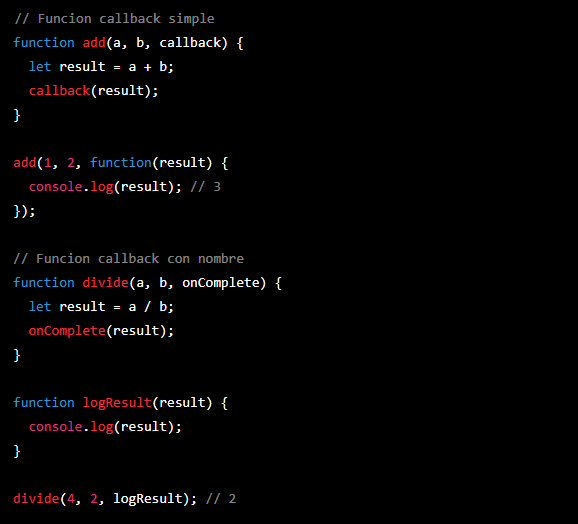 // Funcion callback simple
function add(a, b, callback) {
  let result = a + b;
  callback(result);
}

add(1, 2, function(result) {
  console.log(result); // 3
});

// Funcion callback con nombre
function divide(a, b, onComplete) {
  let result = a / b;
  onComplete(result);
}

function logResult(result) {
  console.log(result);
}

divide(4, 2, logResult); // 2